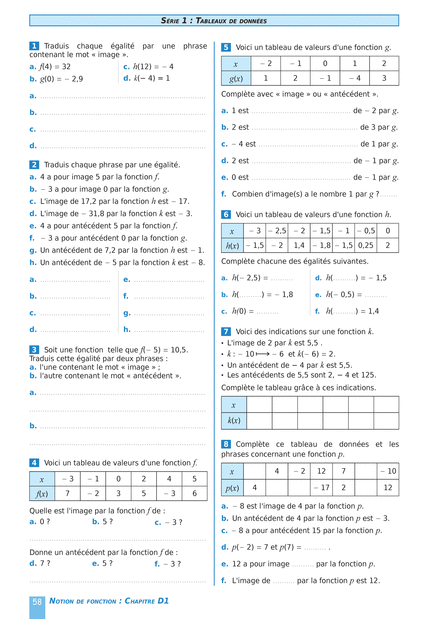 SÉRIE 1 : TABLEAUX DE DONNÉES
1 Traduis chaque égalité par une phrase
contenant le mot « image ».
a. f(4) = 32 c. h(12) = − 4
b. g(0) = − 2,9 d. k(− 4) = 1
a.
b.
c.
d.
2 Traduis chaque phrase par une égalité.
a. 4 a pour image 5 par la fonction f.
b. − 3 a pour image 0 par la fonction g.
c. L'image de 17,2 par la fonction h est − 17.
d. L'image de − 31,8 par la fonction k est − 3.
e. 4 a pour antécédent 5 par la fonction f.
f. − 3 a pour antécédent 0 par la fonction g.
g. Un antécédent de 7,2 par la fonction h est − 1.
h. Un antécédent de − 5 par la fonction k est − 8.
a. e.
b. f.
c. g.
d. h.
3 Soit une fonction telle que f(− 5) = 10,5.
Traduis cette égalité par deux phrases :
a. l'une contenant le mot « image » ;
b. l'autre contenant le mot « antécédent ».
a.
b.
4 Voici un tableau de valeurs d'une fonction f.
x − 3 − 1 0 2 4 5
f(x) 7 − 2 3 5 − 3 6
Quelle est l'image par la fonction f de :
a. 0 ? b. 5 ? c. − 3 ?
Donne un antécédent par la fonction f de :
d. 7 ? e. 5 ? f. − 3 ?
5 Voici un tableau de valeurs d'une fonction g.
x − 2 − 1 0 1 2
g(x) 1 2 − 1 − 4 3
Complète avec « image » ou « antécédent ».
a. 1 est .......... de − 2 par g.
b. 2 est .......... de 3 par g.
c. − 4 est .......... de 1 par g.
d. 2 est .......... de − 1 par g.
e. 0 est .......... de − 1 par g.
f. Combien d'image(s) a le nombre 1 par g ?........
6 Voici un tableau de valeurs d'une fonction h.
x − 3 − 2,5 − 2 − 1,5 − 1 − 0,5 0
h(x) − 1,5 − 2 1,4 − 1,8 − 1,5 0,25 2
Complète chacune des égalités suivantes.
a. h(− 2,5) = .......... d. h(..........) = − 1,5
b. h(..........) = − 1,8 e. h(− 0,5) = ..........
c. h(0) = .......... f. h(..........) = 1,4
7 Voici des indications sur une fonction k.
• L'image de 2 par k est 5,5 .
• k : − 10 ⟼ − 6 et k(− 6) = 2.
• Un antécédent de − 4 par k est 5,5.
• Les antécédents de 5,5 sont 2, − 4 et 125.
Complète le tableau grâce à ces indications.
x
k(x)
8 Complète ce tableau de données et les
phrases concernant une fonction p.
x 4 − 2 12 7 − 10
p(x) 4 − 17 2 12
a. − 8 est l'image de 4 par la fonction p.
b. Un antécédent de 4 par la fonction p est − 3.
c. − 8 a pour antécédent 15 par la fonction p.
d. p(− 2) = 7 et p(7) = .......... .
e. 12 a pour image .......... par la fonction p.
f. L'image de .......... par la fonction p est 12.
58 NOTION DE FONCTION : CHAPITRE D1